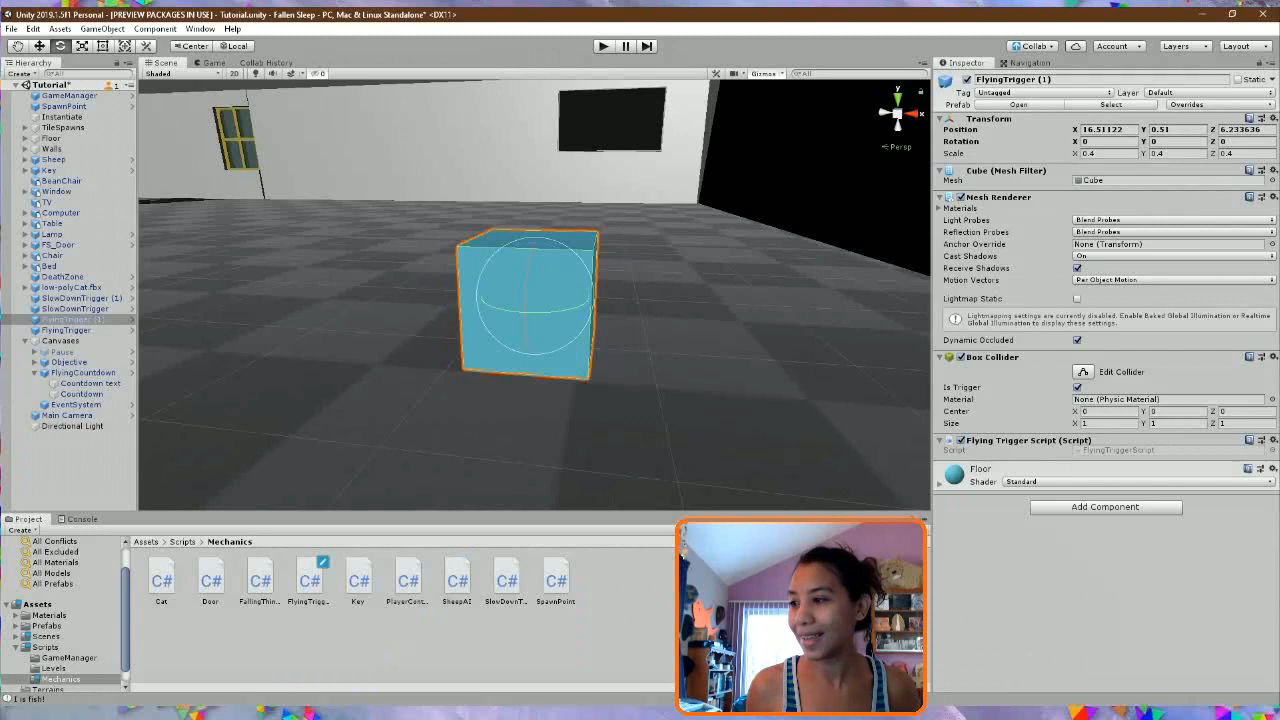 Unity 2019.1.5f1 - [PREVIEW PACKAGES IN USE] - Tutorial.unity - Fallen Sleep - PC, Mac & Linux Standalone* <DX11>
File Edit Assets GameObject Component Window Help
Center Local Collab Account Layers Layout
Hierarchy
Create All
Tutorial*
1
GameManager
SpawnPoint
Instantiate
TileSpawns
Floor
Walls
Sheep
Key
BeanChair
Window
TV
Computer
Table
Lamp
FS_Door
Chair
Bed
DeathZone
low-polyCat.fbx
SlowDownTrigger (1)
SlowDownTrigger
FlyingTrigger (1)
FlyingTrigger
Canvases
Pause
Objective
FlyingCountdown
Countdown text
Countdown
EventSystem
Main Camera
Directional Light
Scene Game Collab History
Shaded 2D 0 Gizmos All
y
Persp
Inspector Navigation
FlyingTrigger (1) Static
Tag Untagged Layer Default
Prefab Open Select Overrides
Transform
Position X 16.51122 Y 0.51 Z 6.233636
Rotation X 0 Y 0 Z 0
Scale X 0.4 Y 0.4 Z 0.4
Cube (Mesh Filter)
Mesh Cube
Mesh Renderer
Materials
Light Probes Blend Probes
Reflection Probes Blend Probes
Anchor Override None (Transform)
Cast Shadows On
Receive Shadows
Motion Vectors Per Object Motion
Lightmap Static
Lightmapping settings are currently disabled. Enable Baked Global Illumination or Realtime
Global Illumination to display these settings.
Dynamic Occluded
Box Collider
Edit Collider
Is Trigger
Material None (Physic Material)
Center X 0 Y 0 Z 0
Size X 1 Y 1 Z 1
Flying Trigger Script (Script)
Script FlyingTriggerScript
Floor
Shader Standard
Add Component
Project Console
Create
All Conflicts
All Excluded
All Materials
All Models
All Prefabs
Assets
Materials
Prefabs
Scenes
Scripts
GameManager
Levels
Mechanics
Terrains
Assets Scripts Mechanics
C# C# C# C# C# C# C# C# C#
Cat Door FallingThin... FlyingTrigg... Key PlayerCont... SheepAI SlowDownT... SpawnPoint
I is fish!